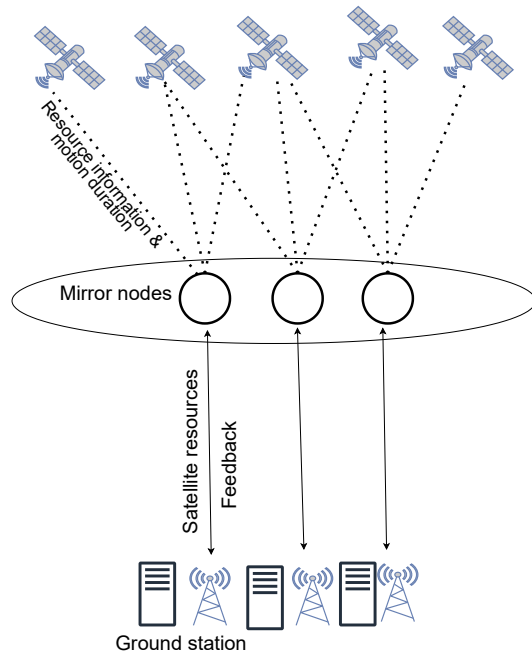 Resource information &
motion duration
Mirror nodes
Satellite resources
Feedback
Ground station